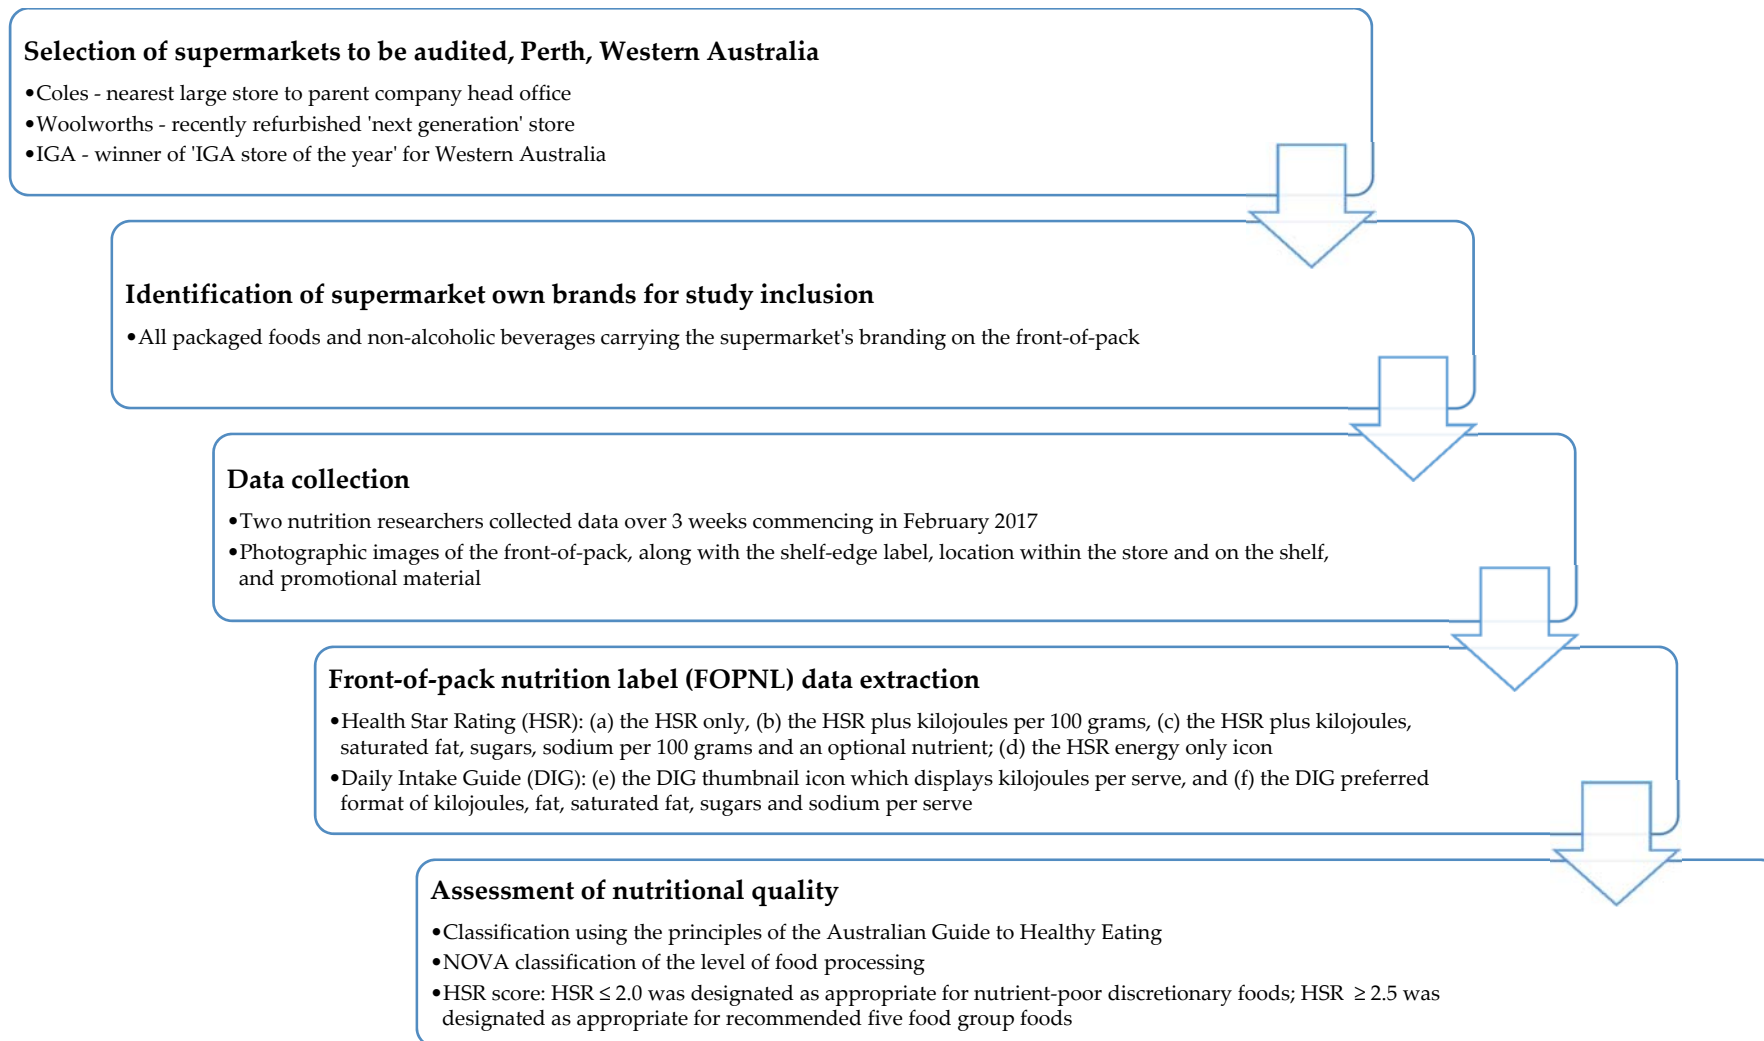 Selection of supermarkets to be audited, Perth, Western Australia
•Coles - nearest large store to parent company head office
•Woolworths - recently refurbished 'next generation' store
•IGA - winner of 'IGA store of the year' for Western Australia
Identification of supermarket own brands for study inclusion
•All packaged foods and non-alcoholic beverages carrying the supermarket's branding on the front-of-pack
Data collection
•Two nutrition researchers collected data over 3 weeks commencing in February 2017
•Photographic images of the front-of-pack, along with the shelf-edge label, location within the store and on the shelf,
and promotional material
Front-of-pack nutrition label (FOPNL) data extraction
•Health Star Rating (HSR): (a) the HSR only, (b) the HSR plus kilojoules per 100 grams, (c) the HSR plus kilojoules,
saturated fat, sugars, sodium per 100 grams and an optional nutrient; (d) the HSR energy only icon
•Daily Intake Guide (DIG): (e) the DIG thumbnail icon which displays kilojoules per serve, and (f) the DIG preferred
format of kilojoules, fat, saturated fat, sugars and sodium per serve
Assessment of nutritional quality
•Classification using the principles of the Australian Guide to Healthy Eating
•NOVA classification of the level of food processing
•HSR score: HSR ≤ 2.0 was designated as appropriate for nutrient-poor discretionary foods; HSR ≥ 2.5 was
designated as appropriate for recommended five food group foods